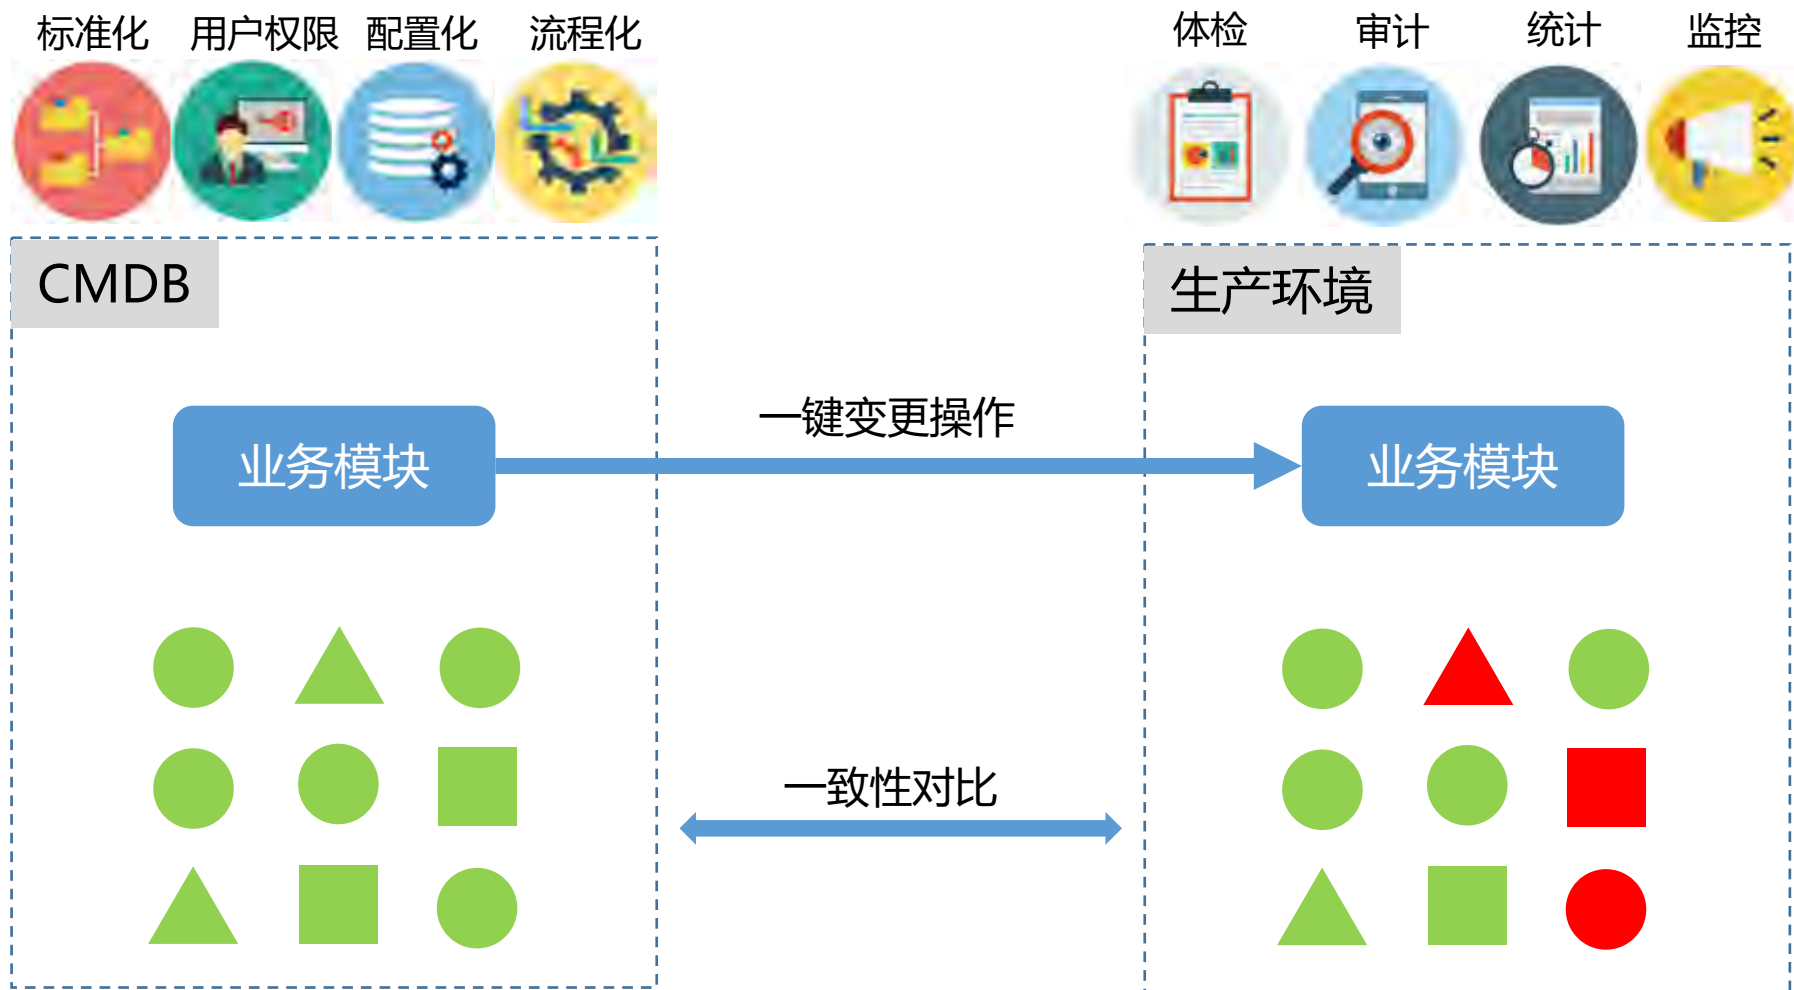 标准化 用户权限 配置化 流程化
体检 审计 统计 监控
CMDB
生产环境
一键变更操作
业务模块
业务模块
一致性对比